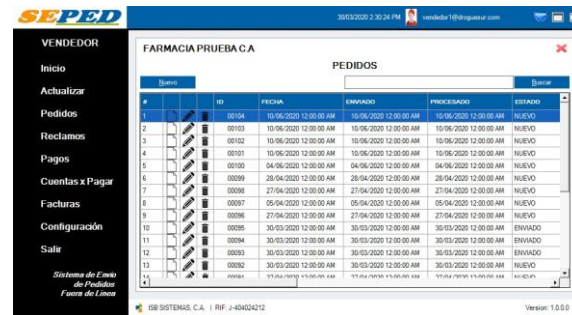 SEPED
30/03/2020 2:30:24 PM vendedor1@droguesur.com
VENDEDOR
Inicio
Actualizar
Pedidos
Reclamos
Pagos
Cuentas x Pagar
Facturas
Configuración
Salir
Sistema de Envio
de Pedidos
Fuera de Linea
FARMACIA PRUEBA C.A
PEDIDOS
Nuevo Buscar
# ID FECHA ENVIADO PROCESADO ESTADO
1 00104 10/06/2020 12:00:00 AM 10/06/2020 12:00:00 AM 10/06/2020 12:00:00 AM NUEVO
2 00103 10/06/2020 12:00:00 AM 10/06/2020 12:00:00 AM 10/06/2020 12:00:00 AM NUEVO
3 00102 10/06/2020 12:00:00 AM 10/06/2020 12:00:00 AM 10/06/2020 12:00:00 AM NUEVO
4 00101 10/06/2020 12:00:00 AM 10/06/2020 12:00:00 AM 10/06/2020 12:00:00 AM NUEVO
5 00100 04/06/2020 12:00:00 AM 04/06/2020 12:00:00 AM 04/06/2020 12:00:00 AM NUEVO
6 00099 28/04/2020 12:00:00 AM 28/04/2020 12:00:00 AM 28/04/2020 12:00:00 AM NUEVO
7 00098 27/04/2020 12:00:00 AM 27/04/2020 12:00:00 AM 27/04/2020 12:00:00 AM NUEVO
8 00097 05/04/2020 12:00:00 AM 05/04/2020 12:00:00 AM 05/04/2020 12:00:00 AM NUEVO
9 00096 27/04/2020 12:00:00 AM 27/04/2020 12:00:00 AM 27/04/2020 12:00:00 AM NUEVO
10 00095 30/03/2020 12:00:00 AM 30/03/2020 12:00:00 AM 30/03/2020 12:00:00 AM ENVIADO
11 00094 30/03/2020 12:00:00 AM 30/03/2020 12:00:00 AM 30/03/2020 12:00:00 AM ENVIADO
12 00093 30/03/2020 12:00:00 AM 30/03/2020 12:00:00 AM 30/03/2020 12:00:00 AM ENVIADO
13 00092 30/03/2020 12:00:00 AM 30/03/2020 12:00:00 AM 30/03/2020 12:00:00 AM NUEVO
ISB SISTEMAS, C.A. | RIF: J-404024212 Version: 1.0.0.0